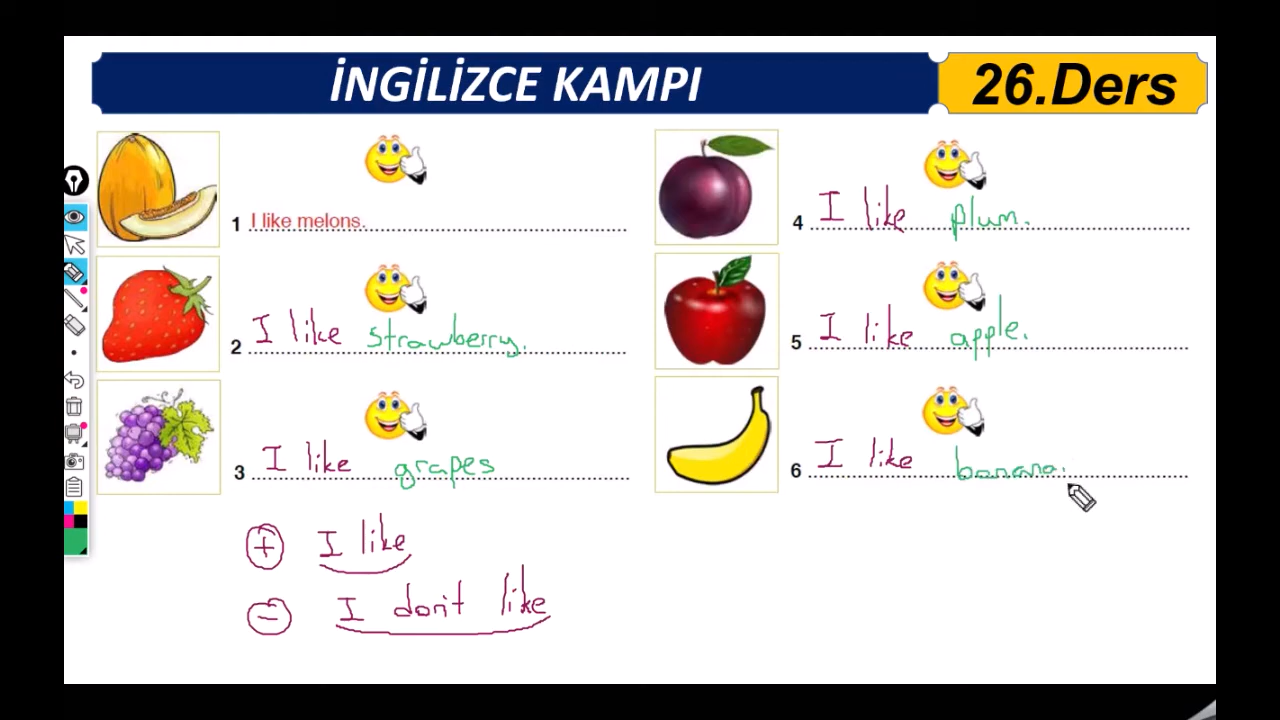 İNGİLİZCE KAMPI
26.Ders
1 I like melons.
2 I like strawberry.
3 I like grapes
4 I like plum.
5 I like apple.
6 I like banana.
+ I like
- I don't like